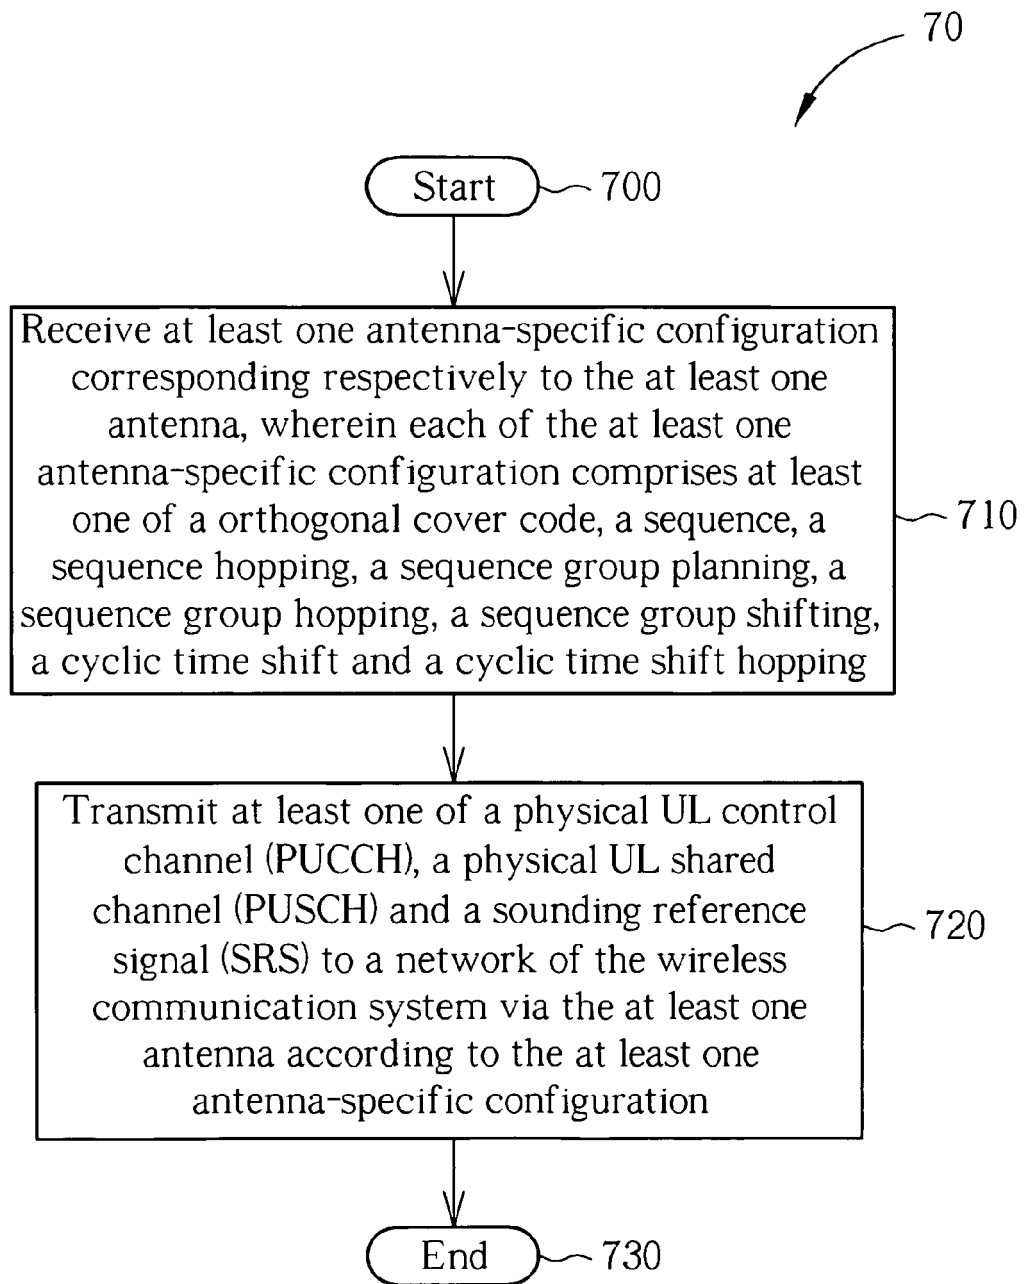 70
Start
700
Receive at least one antenna-specific configuration
corresponding respectively to the at least one
antenna, wherein each of the at least one
antenna-specific configuration comprises at least
one of a orthogonal cover code, a sequence, a
sequence hopping, a sequence group planning, a
sequence group hopping, a sequence group shifting,
a cyclic time shift and a cyclic time shift hopping
710
Transmit at least one of a physical UL control
channel (PUCCH), a physical UL shared
channel (PUSCH) and a sounding reference
signal (SRS) to a network of the wireless
communication system via the at least one
antenna according to the at least one
antenna-specific configuration
720
End
730